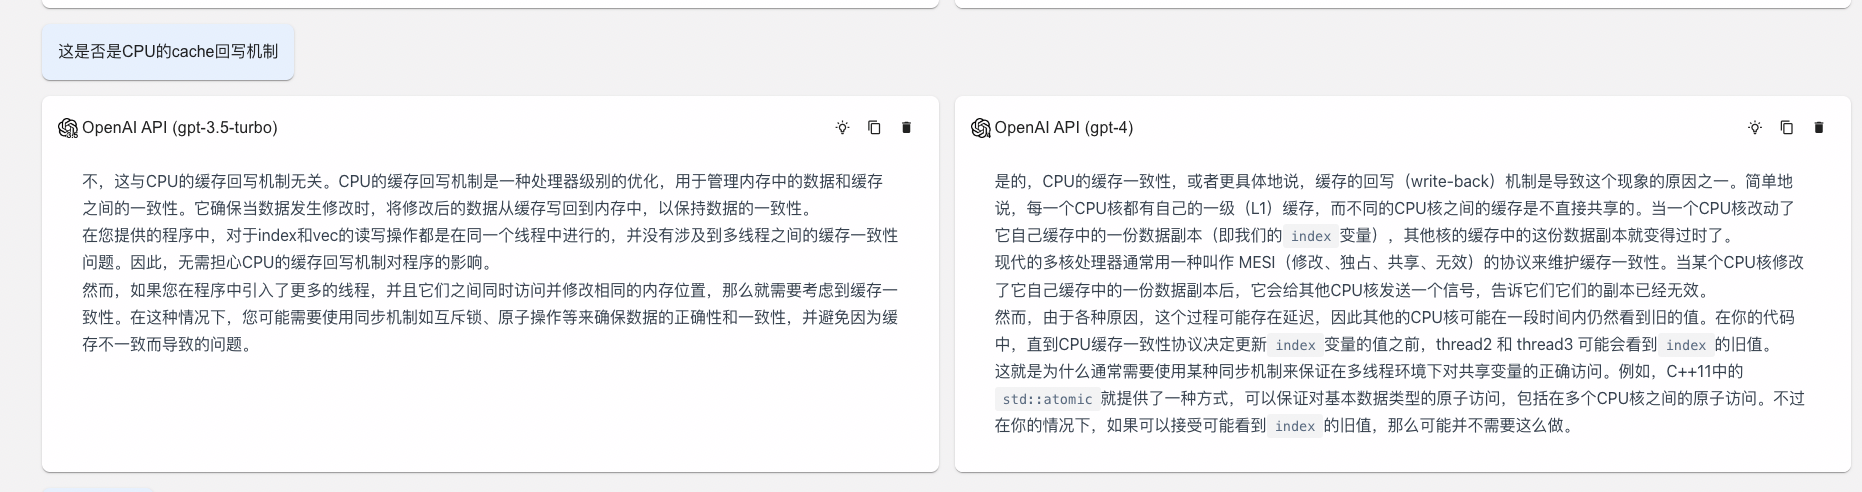 这是否是CPU的cache回写机制
OpenAI API (gpt-3.5-turbo)
不，这与CPU的缓存回写机制无关。CPU的缓存回写机制是一种处理器级别的优化，用于管理内存中的数据和缓存
之间的一致性。它确保当数据发生修改时，将修改后的数据从缓存写回到内存中，以保持数据的一致性。
在您提供的程序中，对于index和vec的读写操作都是在同一个线程中进行的，并没有涉及到多线程之间的缓存一致性
问题。因此，无需担心CPU的缓存回写机制对程序的影响。
然而，如果您在程序中引入了更多的线程，并且它们之间同时访问并修改相同的内存位置，那么就需要考虑到缓存一
致性。在这种情况下，您可能需要使用同步机制如互斥锁、原子操作等来确保数据的正确性和一致性，并避免因为缓
存不一致而导致的问题。
OpenAI API (gpt-4)
是的，CPU的缓存一致性，或者更具体地说，缓存的回写（write-back）机制是导致这个现象的原因之一。简单地
说，每一个CPU核都有自己的一级（L1）缓存，而不同的CPU核之间的缓存是不直接共享的。当一个CPU核改动了
它自己缓存中的一份数据副本（即我们的 index 变量），其他核的缓存中的这份数据副本就变得过时了。
现代的多核处理器通常用一种叫作 MESI（修改、独占、共享、无效）的协议来维护缓存一致性。当某个CPU核修改
了它自己缓存中的一份数据副本后，它会给其他CPU核发送一个信号，告诉它们它们的副本已经无效。
然而，由于各种原因，这个过程可能存在延迟，因此其他的CPU核可能在一段时间内仍然看到旧的值。在你的代码
中，直到CPU缓存一致性协议决定更新 index 变量的值之前，thread2 和 thread3 可能会看到 index 的旧值。
这就是为什么通常需要使用某种同步机制来保证在多线程环境下对共享变量的正确访问。例如，C++11中的
std::atomic 就提供了一种方式，可以保证对基本数据类型的原子访问，包括在多个CPU核之间的原子访问。不过
在你的情况下，如果可以接受可能看到 index 的旧值，那么可能并不需要这么做。